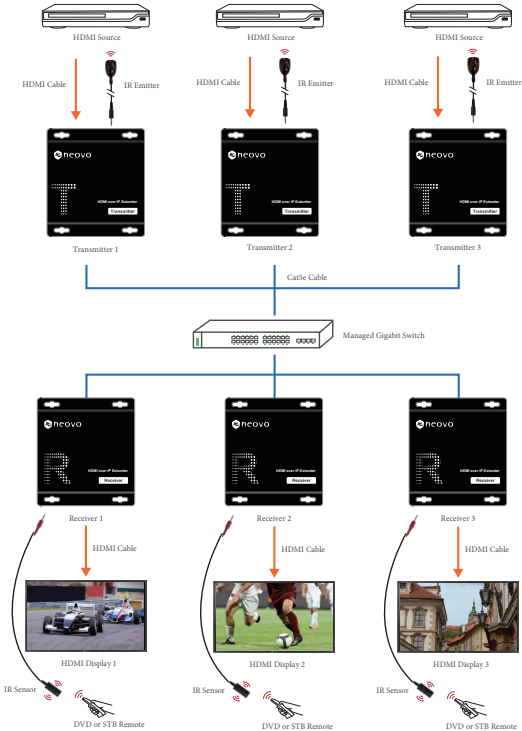 HDMI Source
HDMI Source
HDMI Source
HDMI Cable
IR Emitter
HDMI Cable
IR Emitter
HDMI Cable
IR Emitter
neovo
HDMI over IP Extender
Transmitter
neovo
HDMI over IP Extender
Transmitter
neovo
HDMI over IP Extender
Transmitter
Transmitter 1
Transmitter 2
Transmitter 3
Cat5e Cable
Managed Gigabit Switch
neovo
HDMI over IP Extender
Receiver
neovo
HDMI over IP Extender
Receiver
neovo
HDMI over IP Extender
Receiver
Receiver 1
Receiver 2
Receiver 3
HDMI Cable
HDMI Cable
HDMI Cable
HDMI Display 1
HDMI Display 2
HDMI Display 3
IR Sensor
IR Sensor
IR Sensor
DVD or STB Remote
DVD or STB Remote
DVD or STB Remote